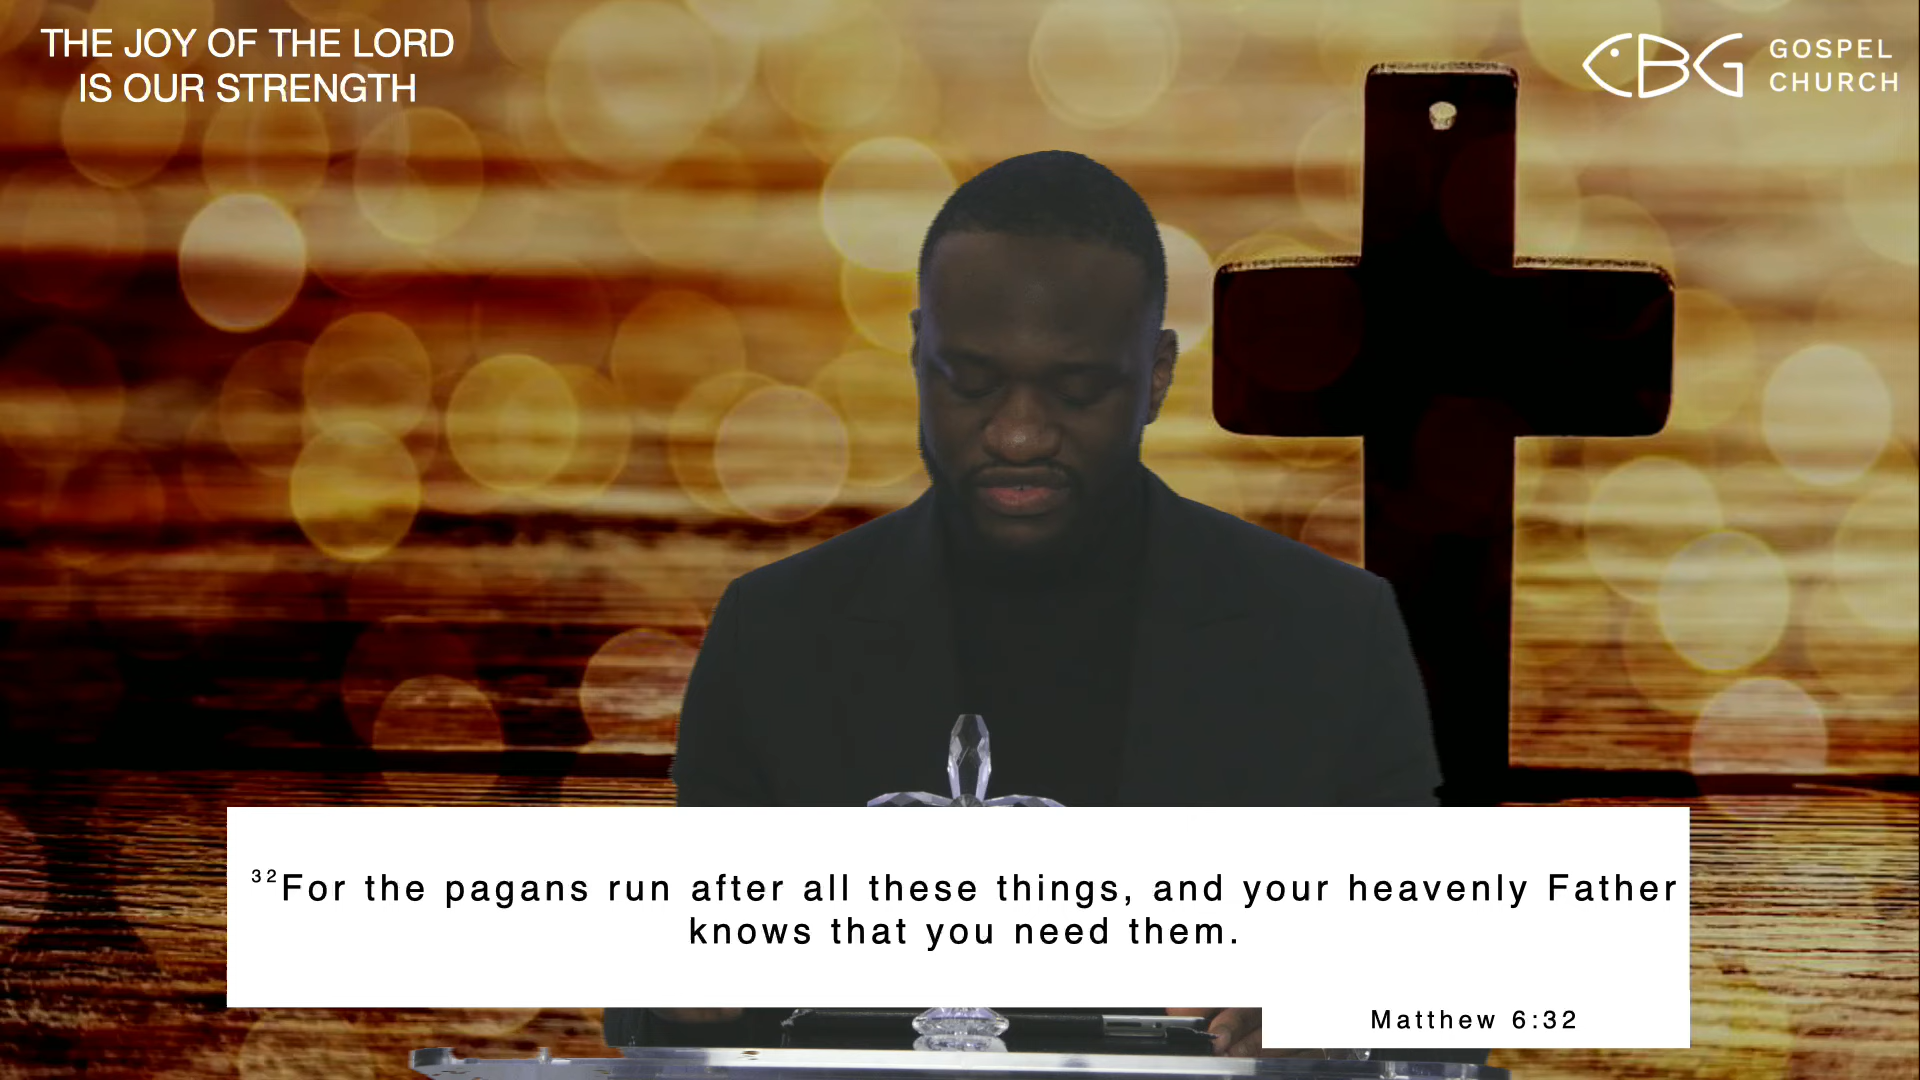 THE JOY OF THE LORD
IS OUR STRENGTH
CBG GOSPEL
CHURCH
³²For the pagans run after all these things, and your heavenly Father
knows that you need them.
Matthew 6:32